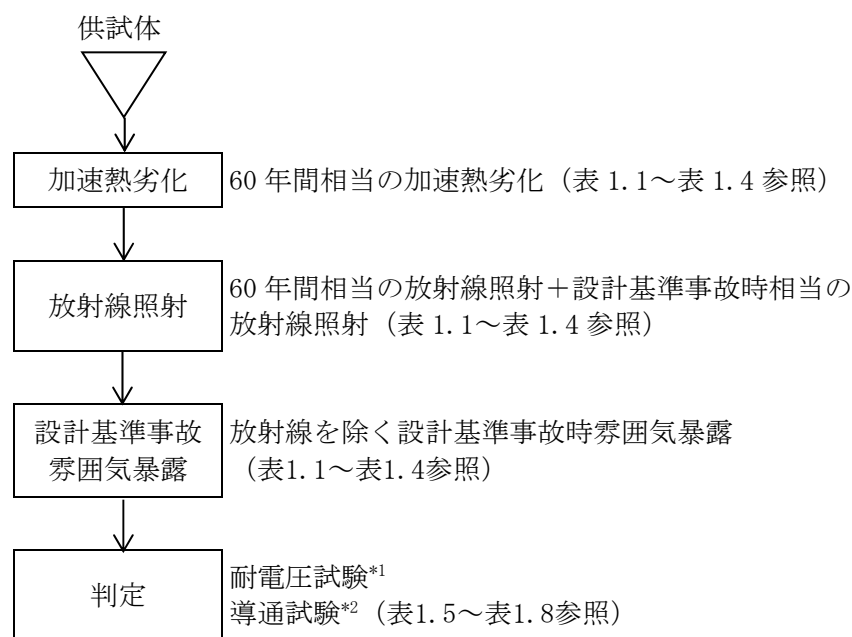 供試体
加速熱劣化
60 年間相当の加速熱劣化（表 1.1～表 1.4 参照）
放射線照射
60 年間相当の放射線照射＋設計基準事故時相当の
放射線照射（表 1.1～表 1.4 参照）
設計基準事故
雰囲気暴露
放射線を除く設計基準事故時雰囲気暴露
（表1.1～表1.4参照）
判定
耐電圧試験*1
導通試験*2（表1.5～表1.8参照）